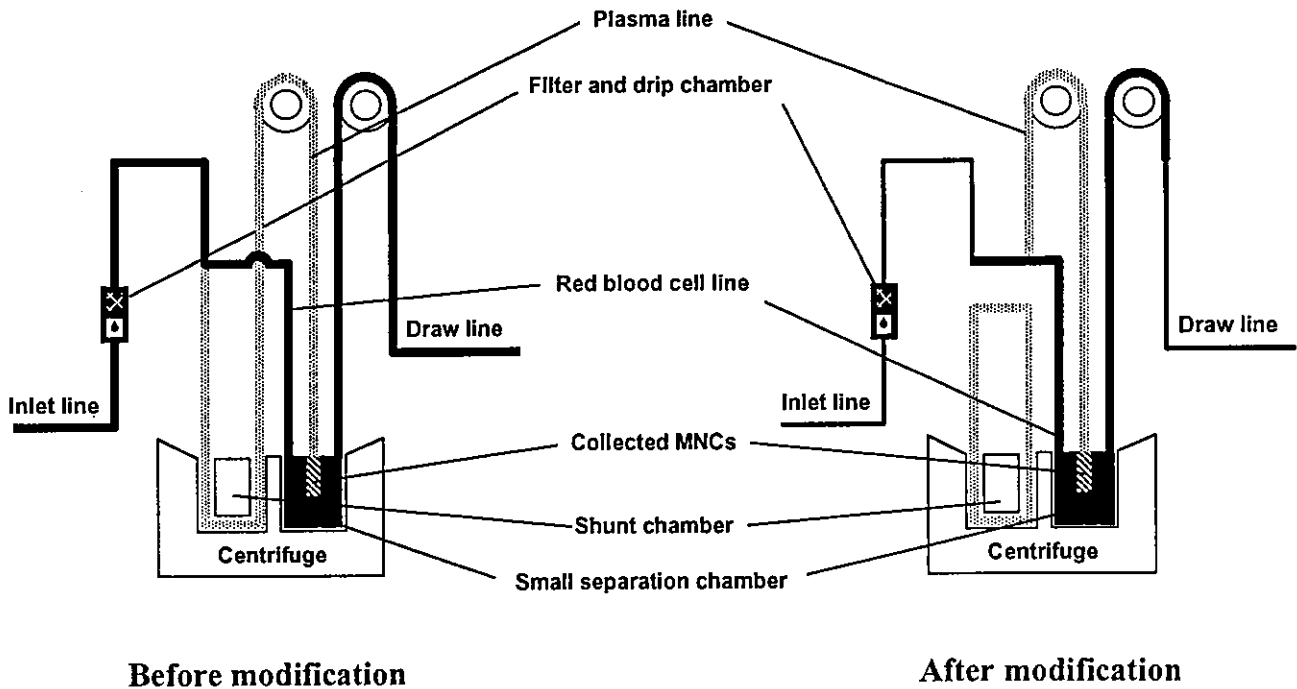 Plasma line
Filter and drip chamber
Red blood cell line
Draw line
Draw line
Inlet line
Inlet line
Collected MNCs
Shunt chamber
Centrifuge
Centrifuge
Small separation chamber
Before modification
After modification